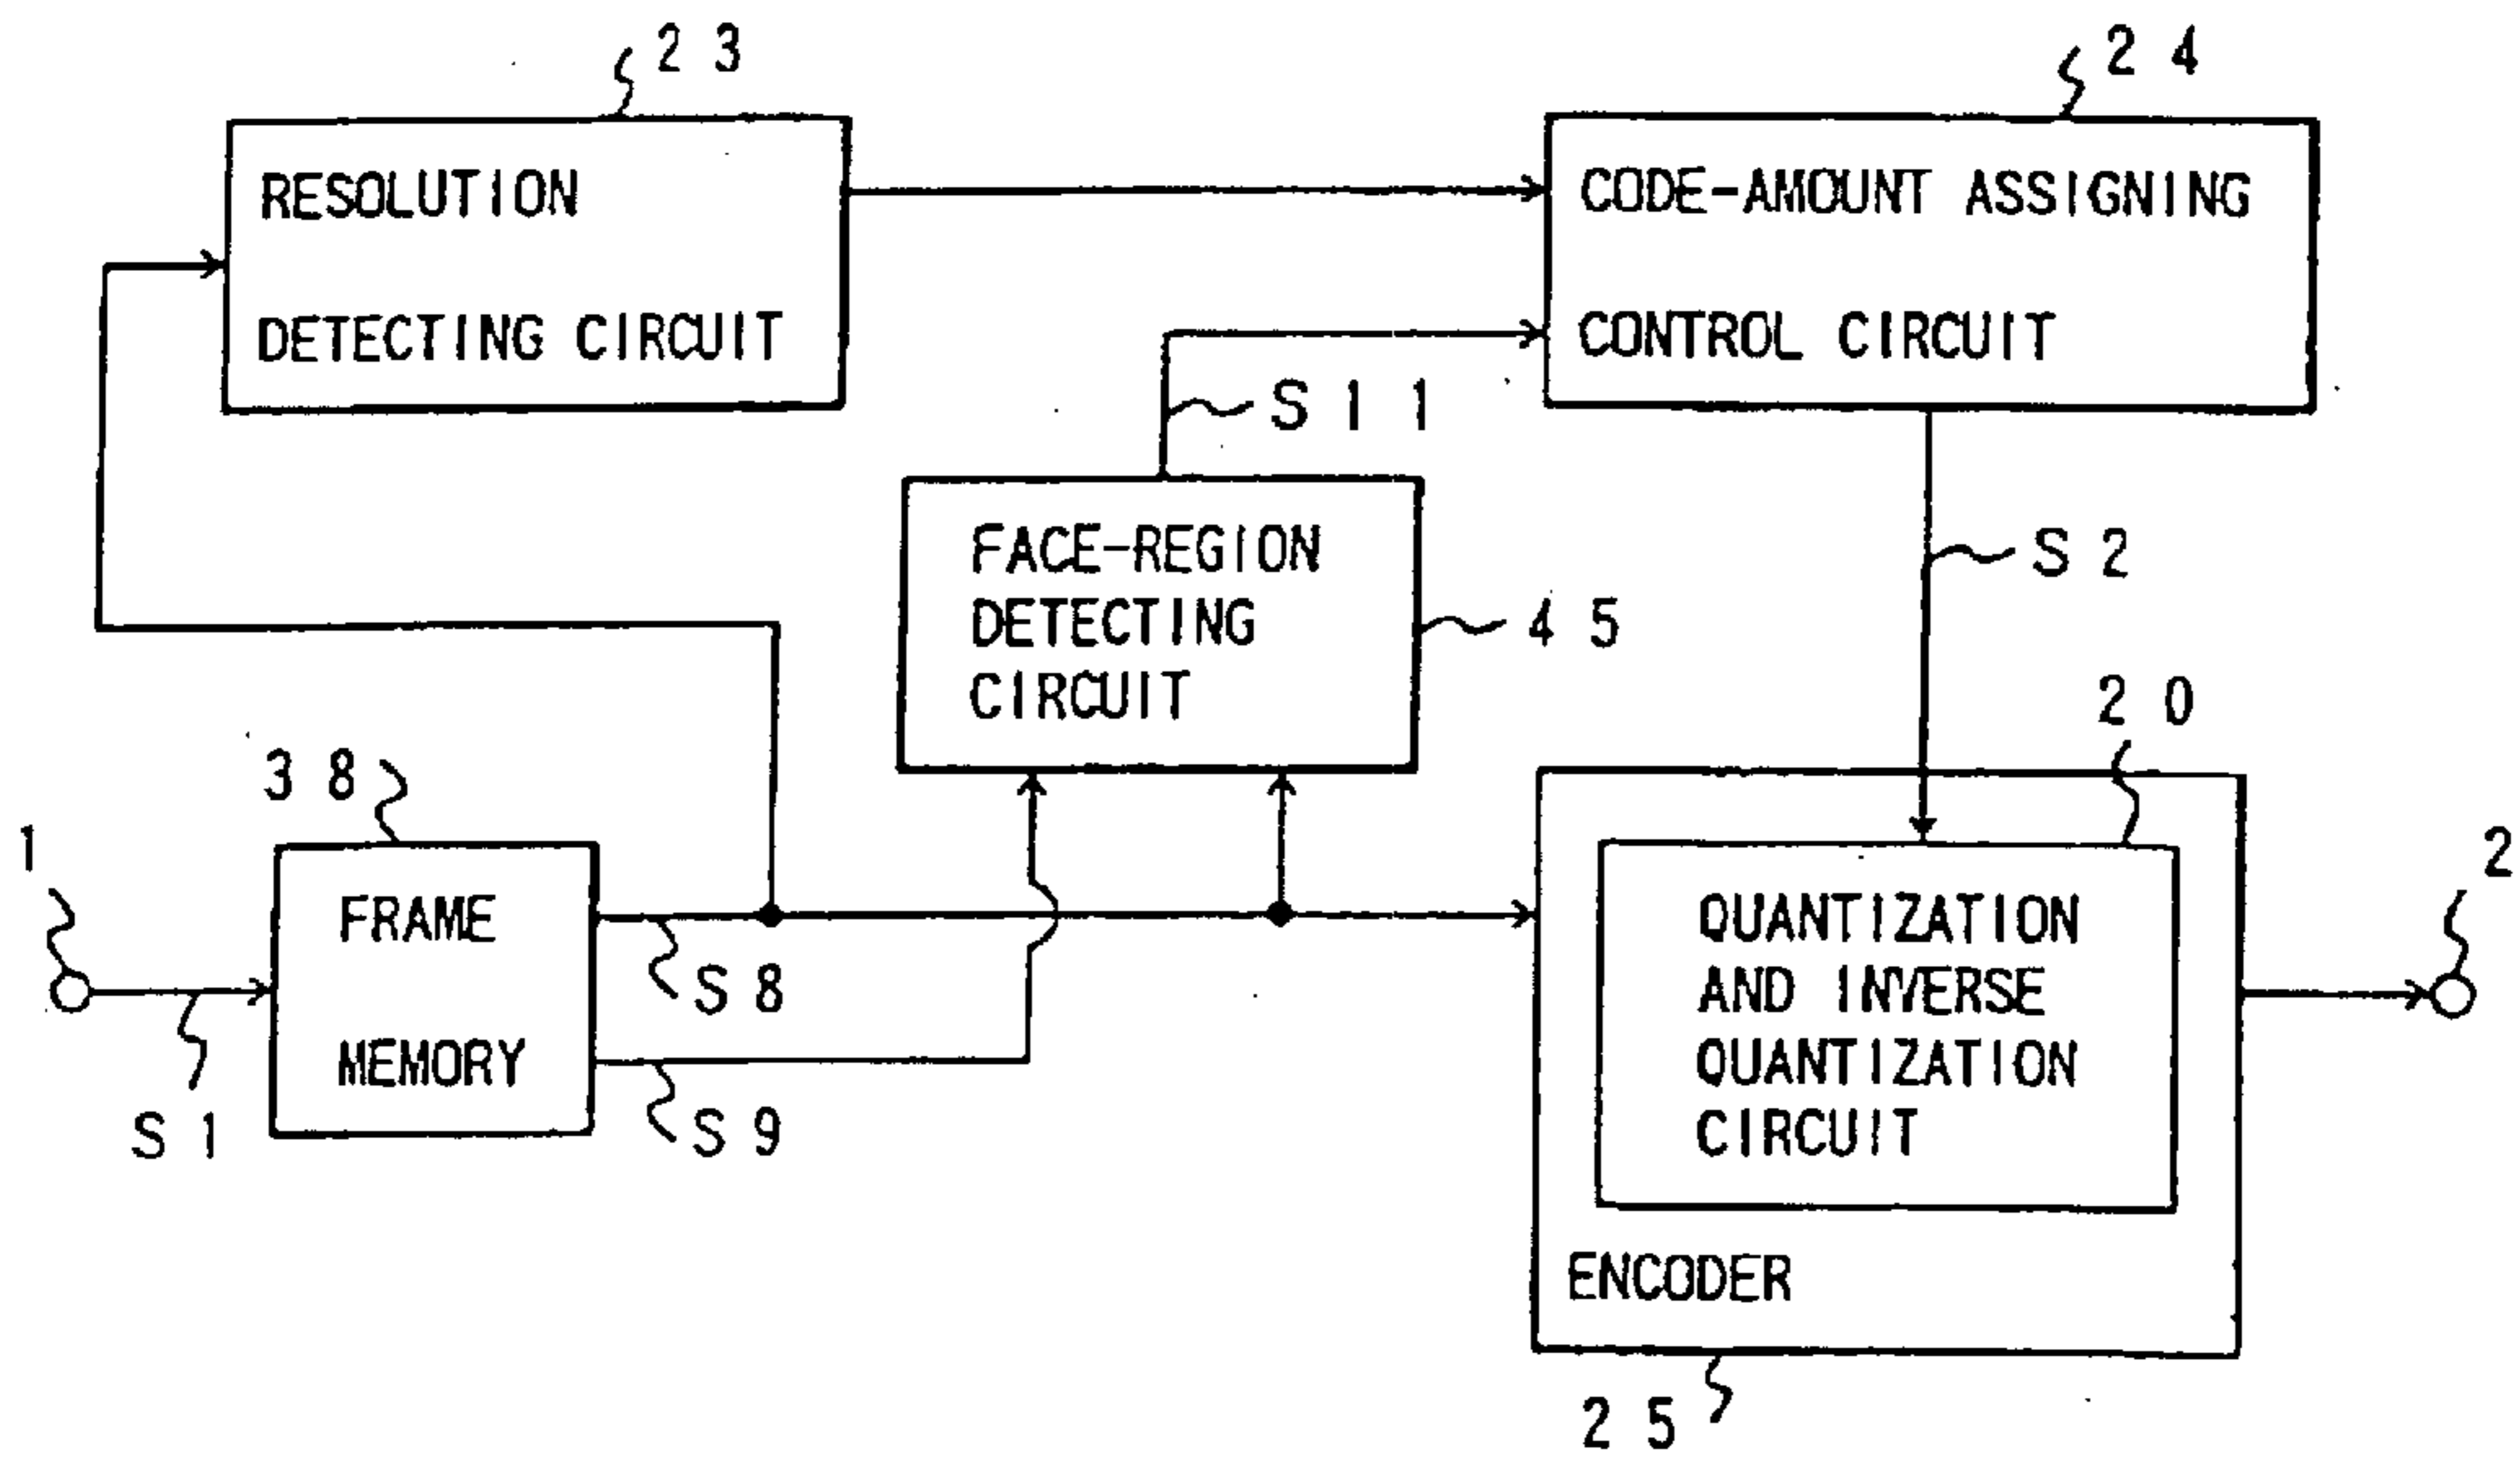 23
24
RESOLUTION
DETECTING CIRCUIT
CODE-AMOUNT ASSIGNING
CONTROL CIRCUIT
S11
FACE-REGION
DETECTING
CIRCUIT
S2
45
20
38
1
2
FRAME
MEMORY
S8
S1
S9
QUANTIZATION
AND INVERSE
QUANTIZATION
CIRCUIT
ENCODER
25